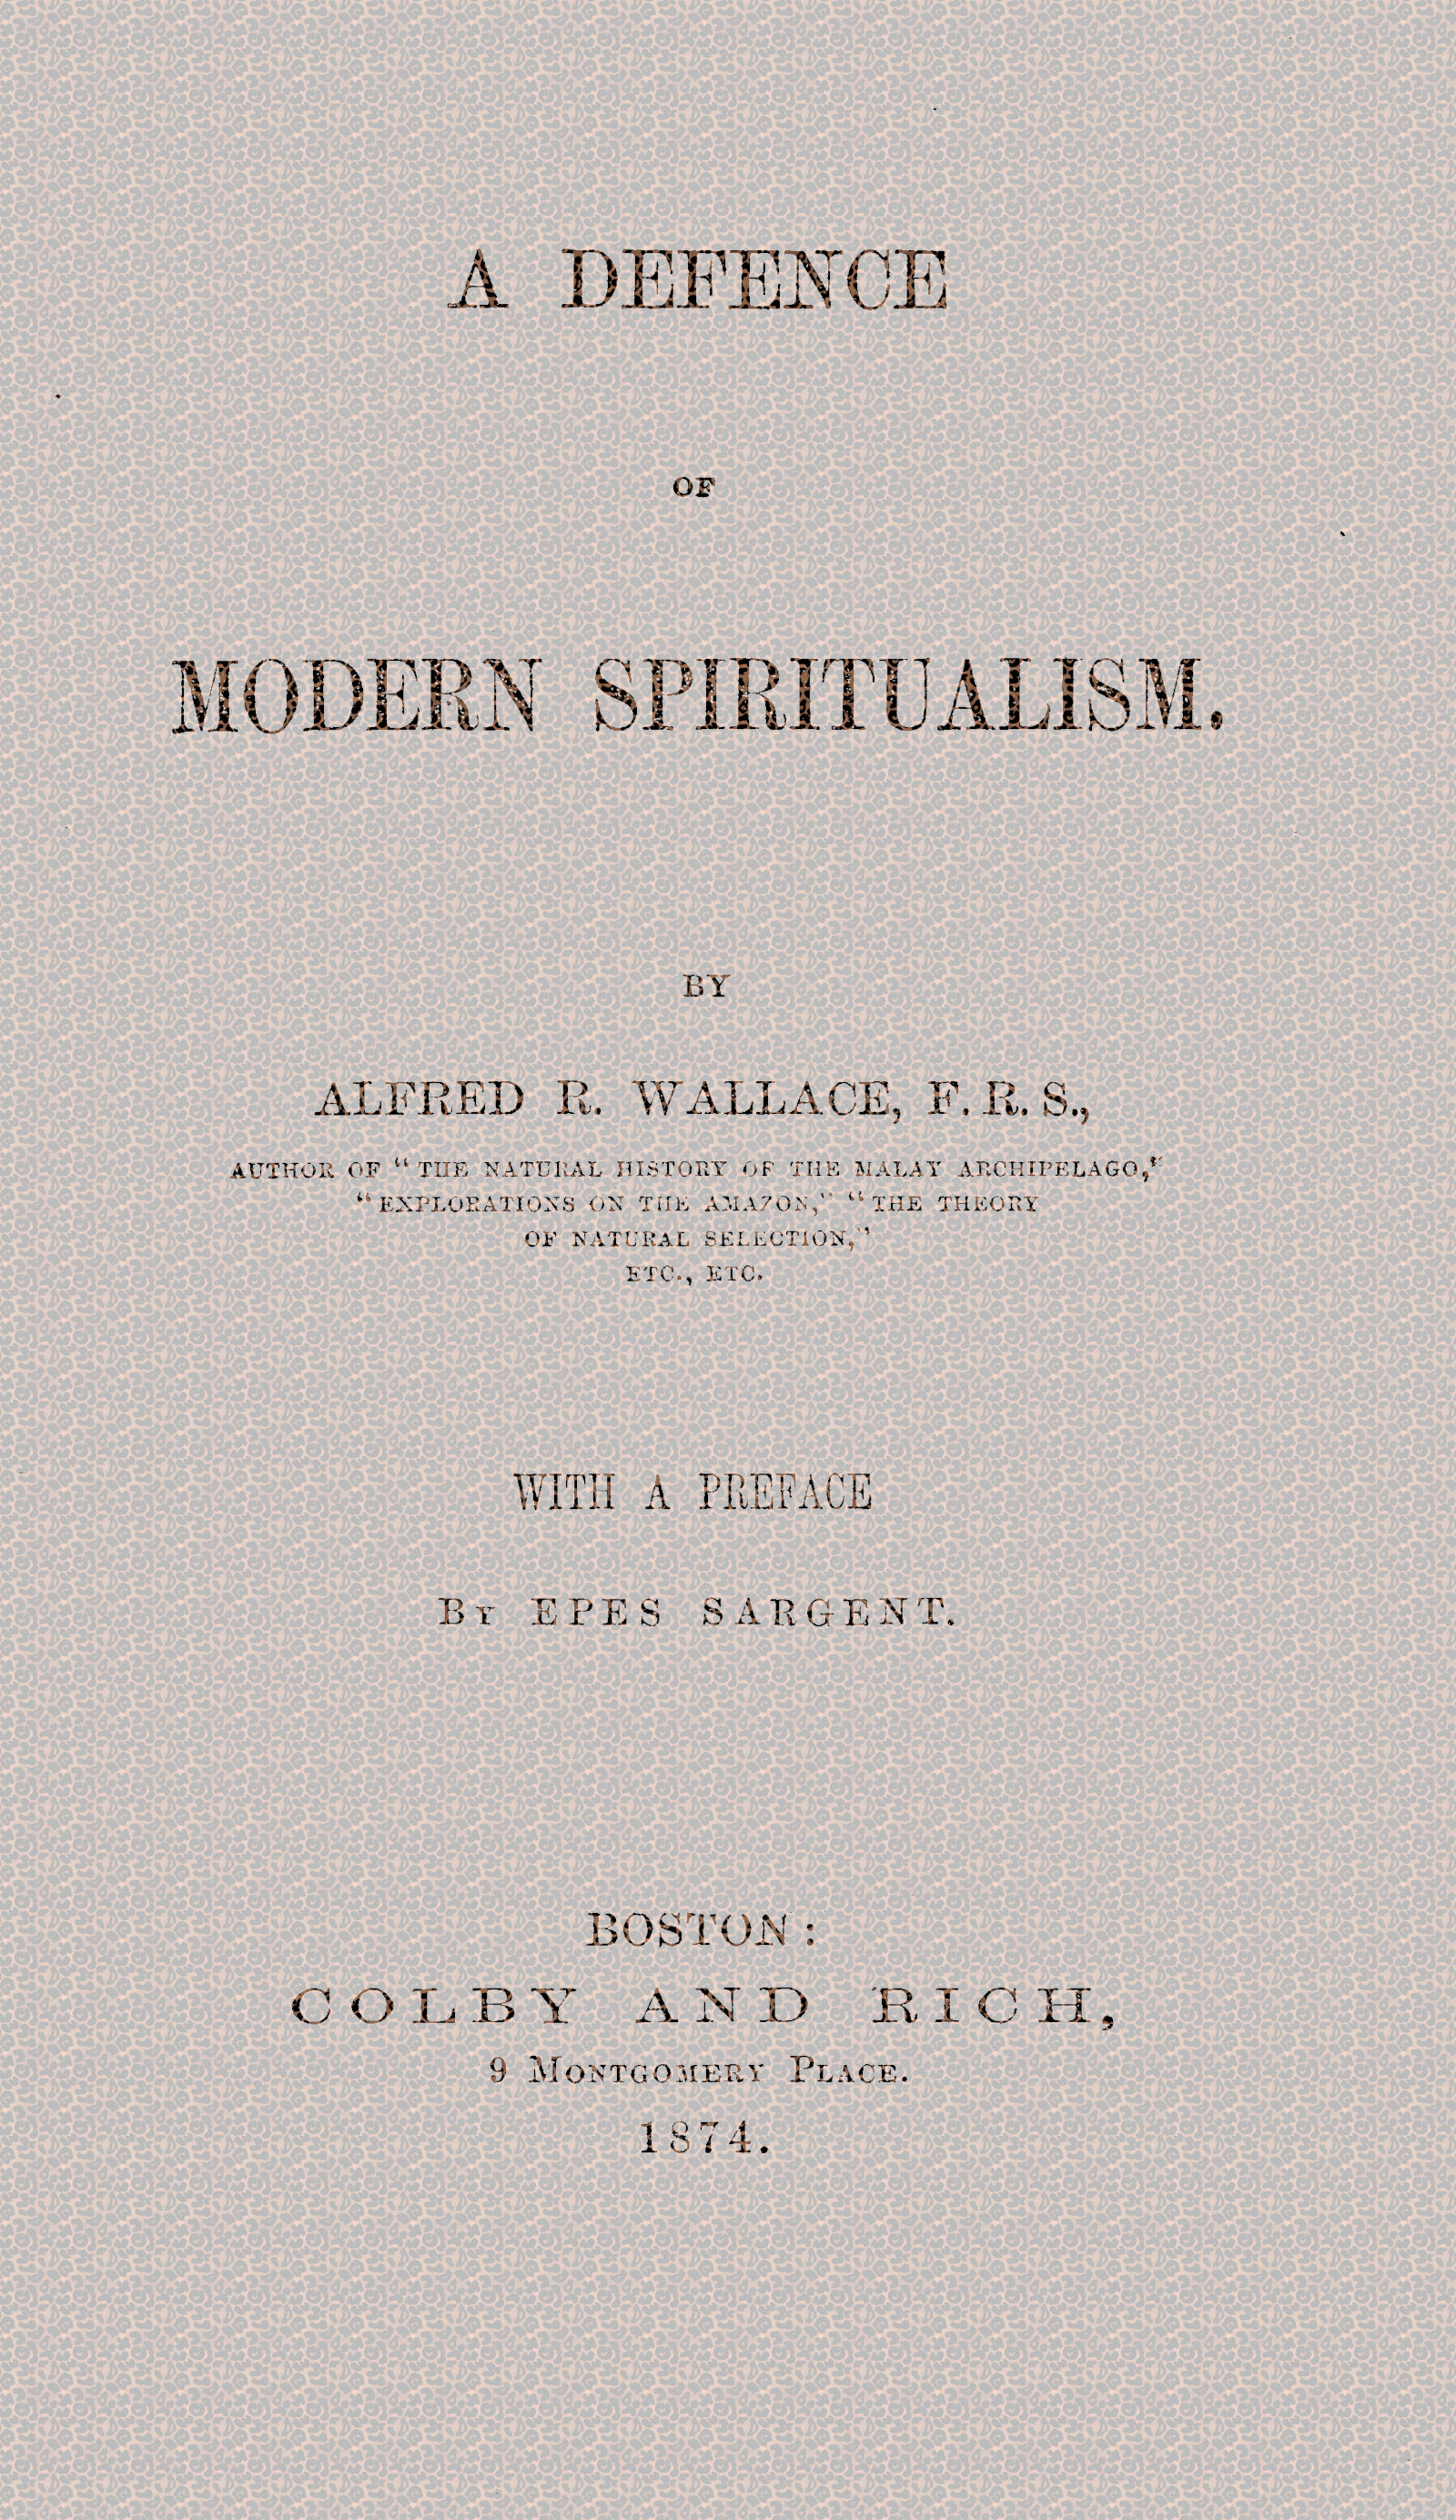 A DEFENCE
OF
MODERN SPIRITUALISM.
BY
ALFRED R. WALLACE, F. R. S.,
AUTHOR OF “THE NATURAL HISTORY OF THE MALAY ARCHIPELAGO,”
“EXPLORATIONS ON THE AMAZON,” “THE THEORY
OF NATURAL SELECTION,”
ETC., ETC.
WITH A PREFACE
BY EPES SARGENT.
BOSTON:
COLBY AND RICH,
9 MONTGOMERY PLACE.
1874.